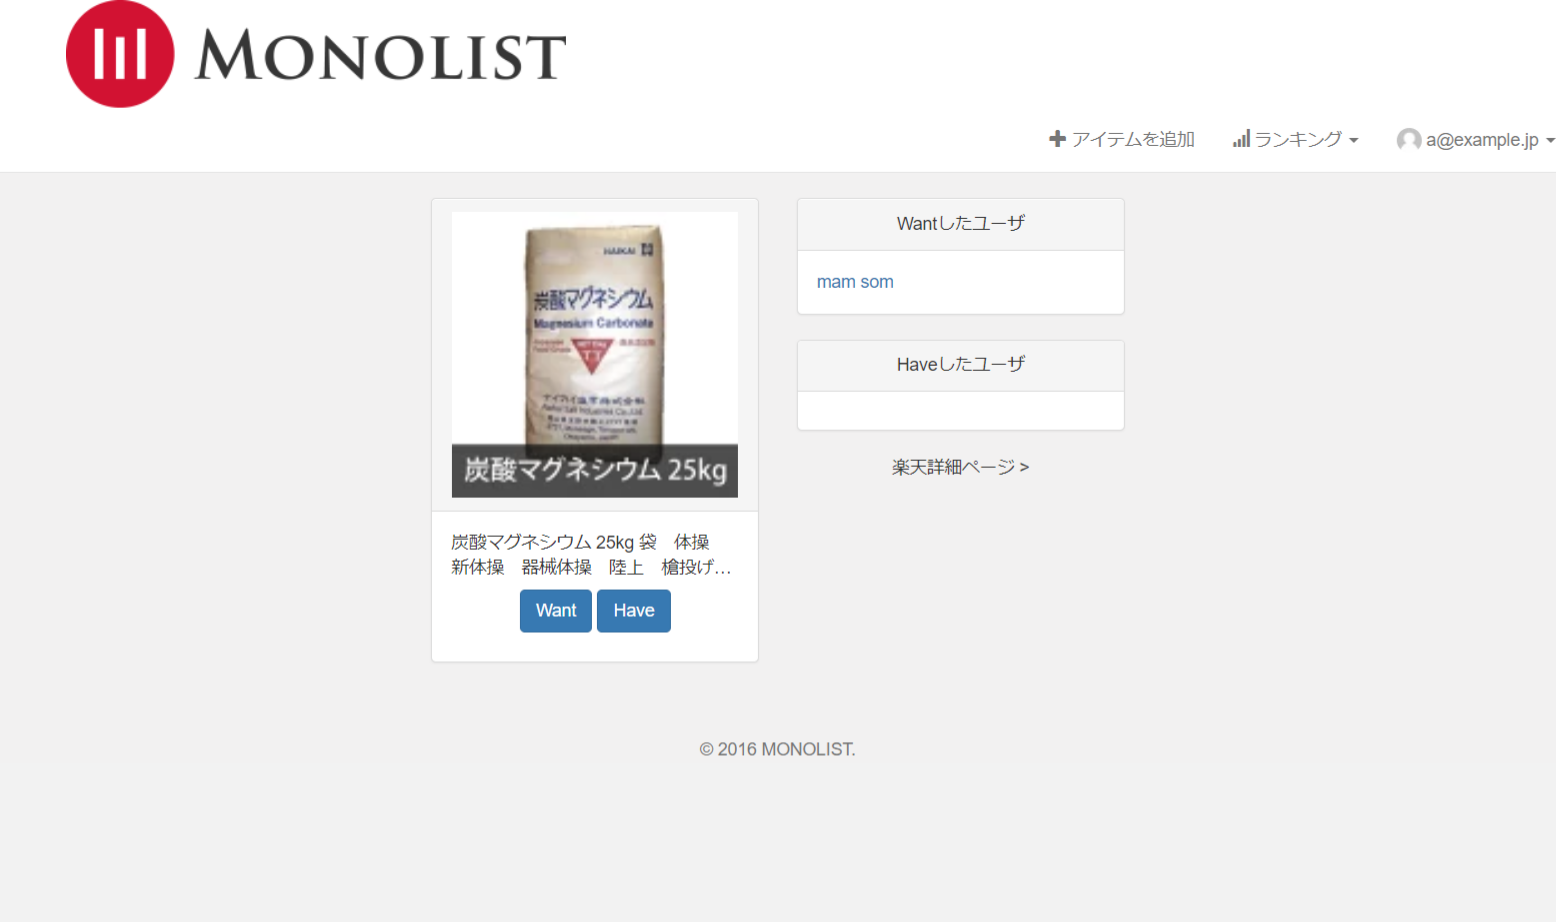 MONOLIST
アイテムを追加
ランキング
a@example.jp
HAIKAI
炭酸マグネシウム
Magnesium Carbonate
炭酸マグネシウム 25kg
炭酸マグネシウム 25kg 袋　体操
新体操　器械体操　陸上　槍投げ…
Want Have
Wantしたユーザ
mam som
Haveしたユーザ
楽天詳細ページ >
© 2016 MONOLIST.